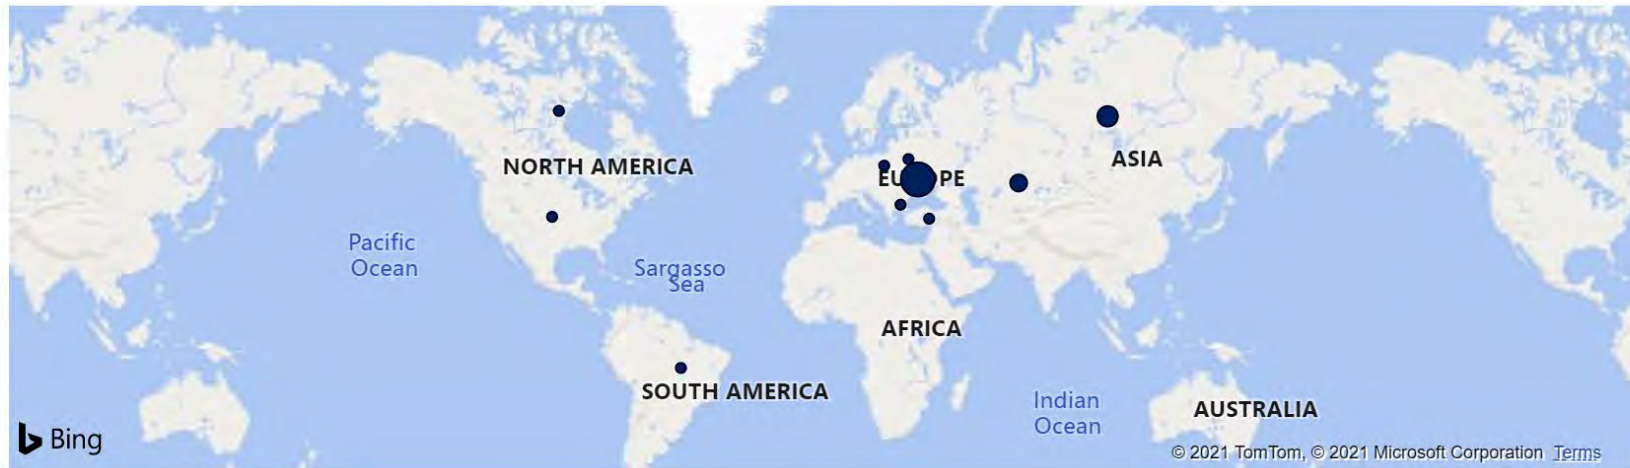 NORTH AMERICA
EU PE
ASIA
Pacific
Ocean
Sargasso
Sea
AFRICA
SOUTH AMERICA
Indian
Ocean
AUSTRALIA
Bing
© 2021 TomTom, © 2021 Microsoft Corporation Terms